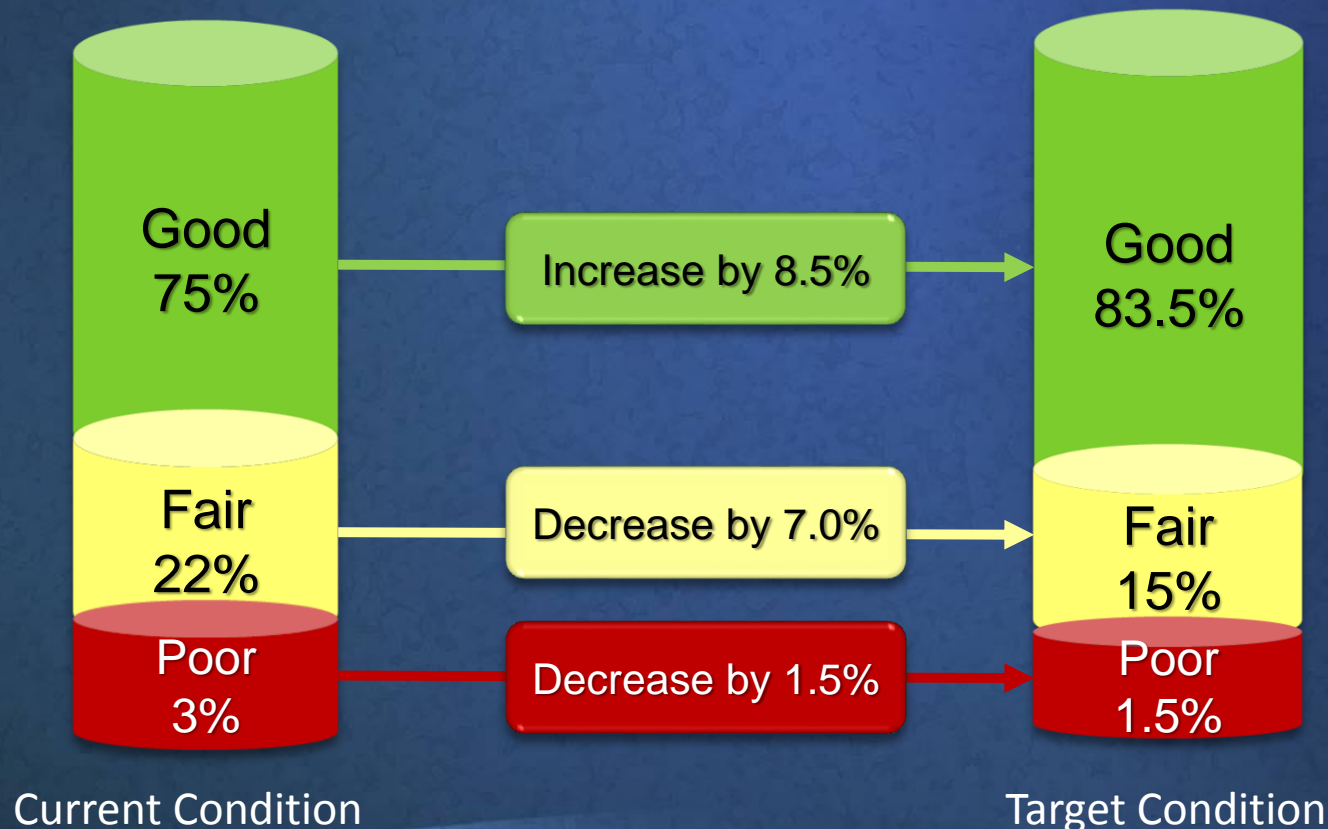 Good
75%
Increase by 8.5%
Good
83.5%
Fair
22%
Decrease by 7.0%
Fair
15%
Poor
3%
Decrease by 1.5%
Poor
1.5%
Current Condition
Target Condition